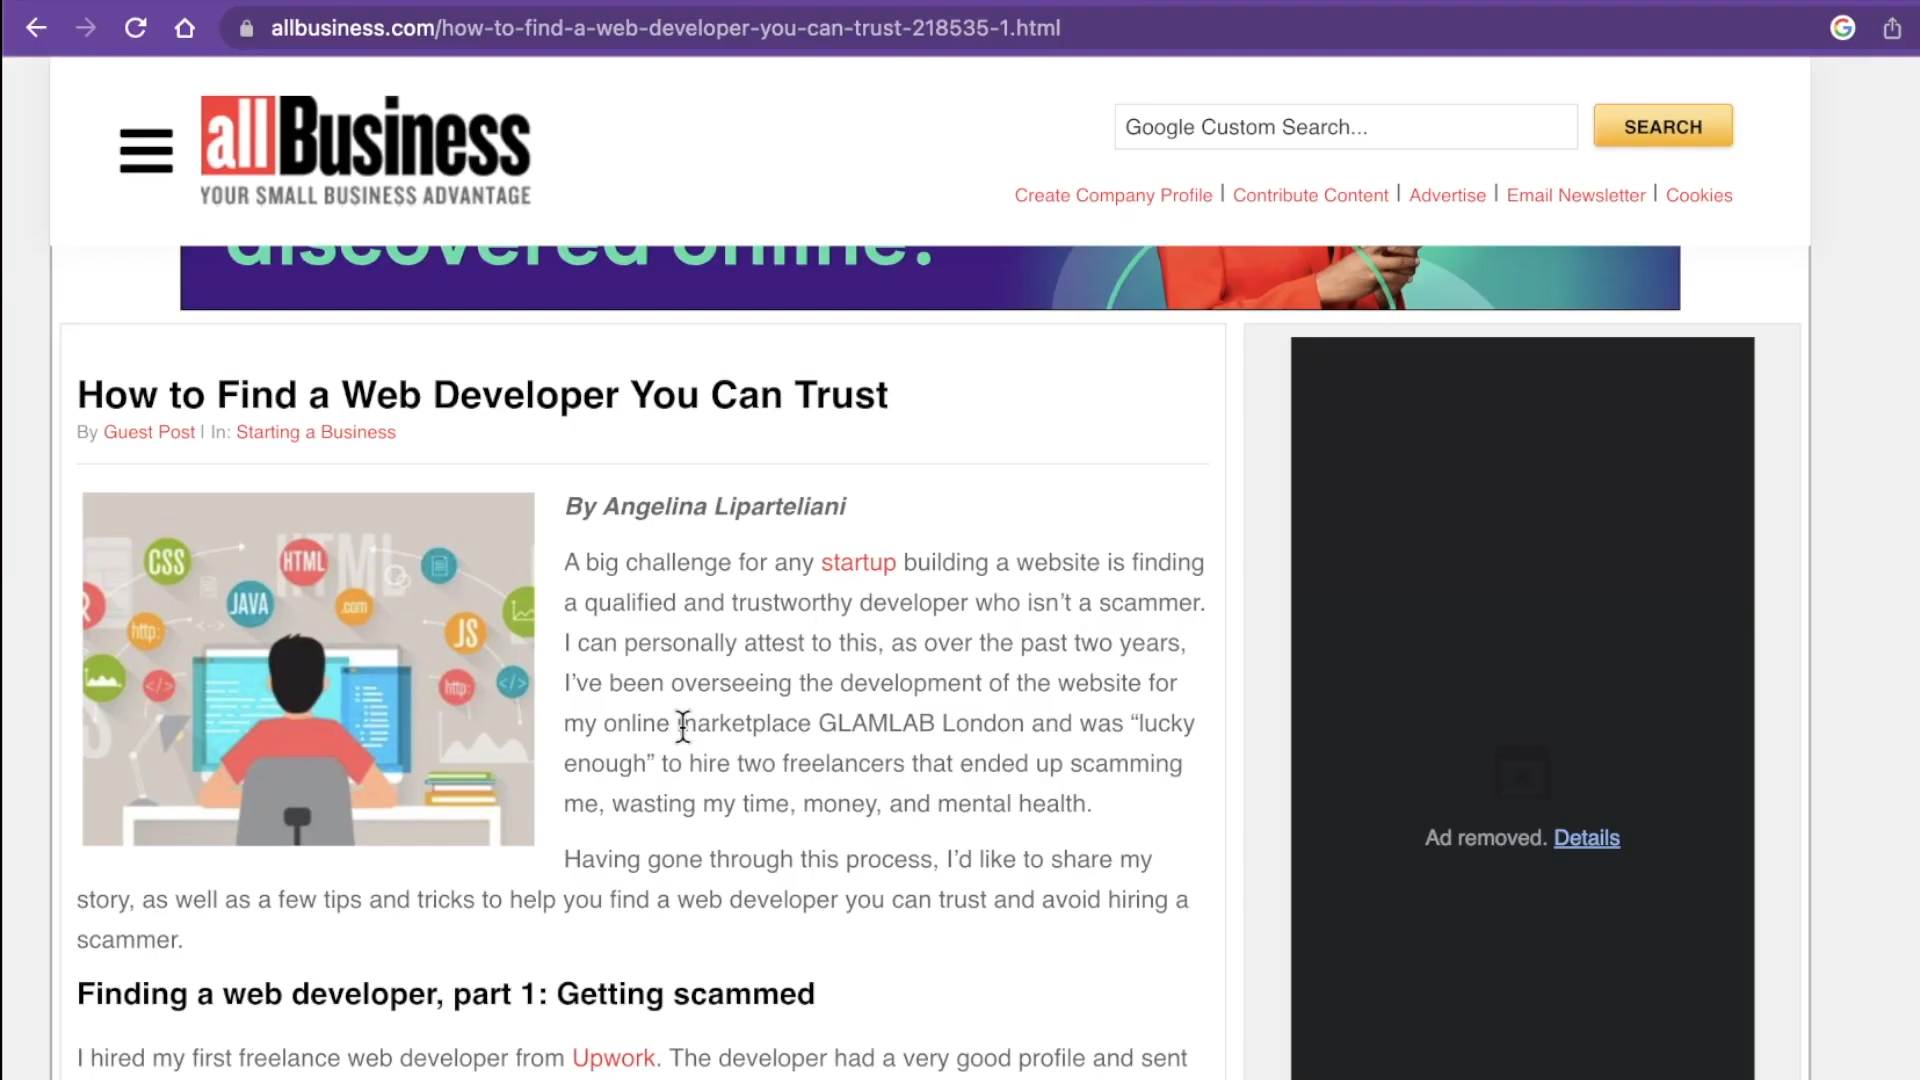 allbusiness.com/how-to-find-a-web-developer-you-can-trust-218535-1.html
allBusiness
YOUR SMALL BUSINESS ADVANTAGE
Google Custom Search...
SEARCH
Create Company Profile | Contribute Content | Advertise | Email Newsletter | Cookies
discovered online.
How to Find a Web Developer You Can Trust
By Guest Post | In: Starting a Business
CSS
HTML
HTML
JAVA
.com
R
http:
JS
</>
http:
</>
S
By Angelina Liparteliani
A big challenge for any startup building a website is finding
a qualified and trustworthy developer who isn’t a scammer.
I can personally attest to this, as over the past two years,
I’ve been overseeing the development of the website for
my online marketplace GLAMLAB London and was “lucky
enough” to hire two freelancers that ended up scamming
me, wasting my time, money, and mental health.
Having gone through this process, I’d like to share my
story, as well as a few tips and tricks to help you find a web developer you can trust and avoid hiring a
scammer.
Finding a web developer, part 1: Getting scammed
I hired my first freelance web developer from Upwork. The developer had a very good profile and sent
Ad removed. Details